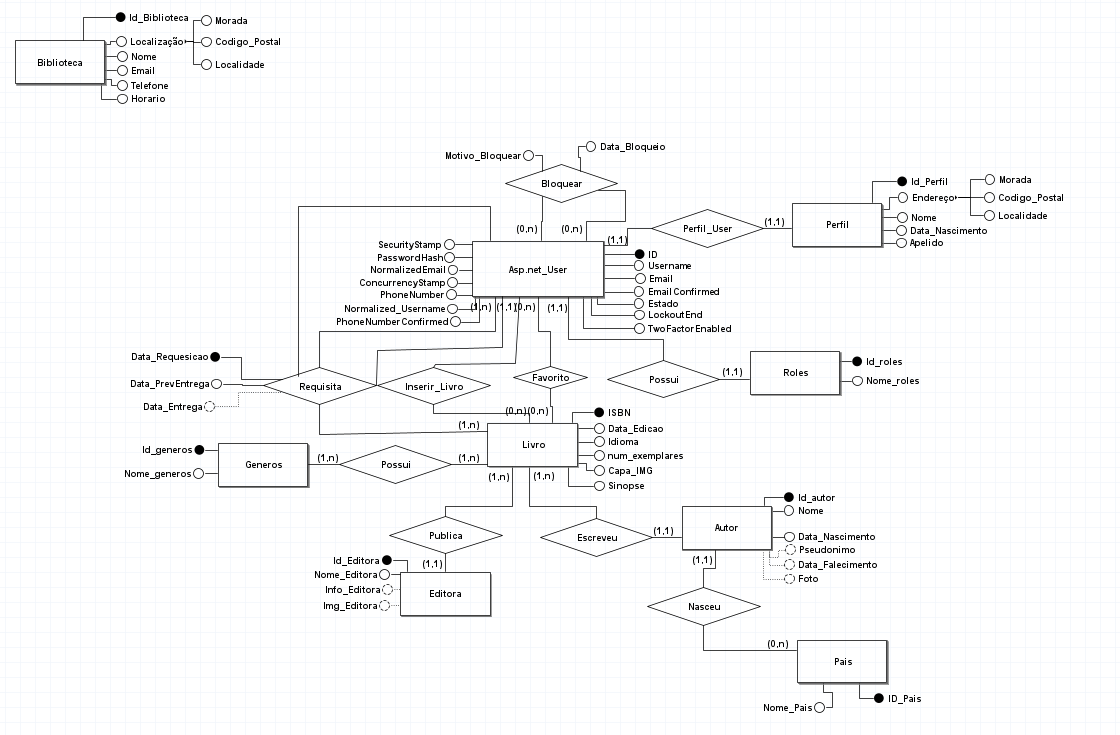 Id_Biblioteca
Morada
Localização
Codigo_Postal
Biblioteca
Nome
Localidade
Email
Telefone
Horario
Motivo_Bloquear
Data_Bloqueio
Bloquear
Id_Perfil
Morada
Endereço
Codigo_Postal
Perfil
Nome
Localidade
Data_Nascimento
Apelido
(0,n)
(0,n)
(1,1)
Perfil_User
(1,1)
SecurityStamp
PasswordHash
NormalizedEmail
ConcurrencyStamp
PhoneNumber
Normalized_Username
PhoneNumberConfirmed
Asp.net_User
ID
Username
Email
EmailConfirmed
Estado
LockoutEnd
TwoFactorEnabled
(1,n)
(1,1)
(0,n)
(1,1)
Data_Requesicao
Data_PrevEntrega
Data_Entrega
Requisita
Inserir_Livro
Favorito
Possui
(1,1)
Roles
Id_roles
Nome_roles
(0,n)
(0,n)
(1,n)
ISBN
Data_Edicao
Idioma
num_exemplares
Capa_IMG
Sinopse
Livro
Id_generos
Nome_generos
Generos
(1,n)
Possui
(1,n)
(1,n)
(1,n)
Publica
Escreveu
(1,1)
Autor
Id_autor
Nome
Data_Nascimento
Pseudonimo
Data_Falecimento
Foto
(1,1)
Id_Editora
Nome_Editora
Info_Editora
Img_Editora
Editora
(1,1)
Nasceu
(0,n)
Pais
Nome_Pais
ID_Pais